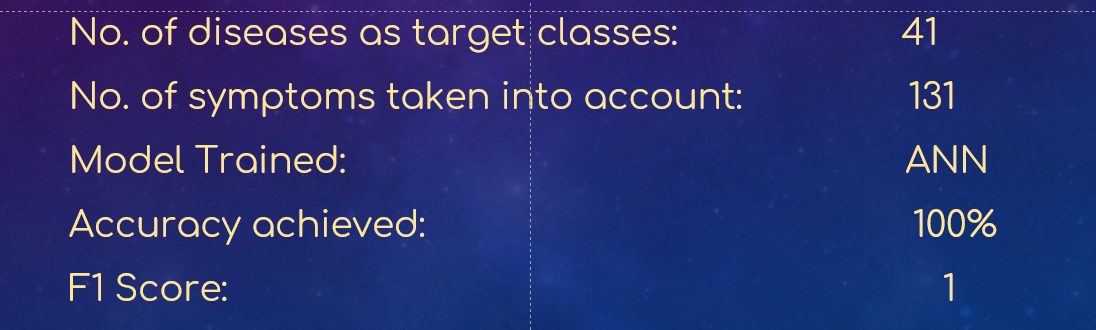 No. of diseases as target classes: 41
No. of symptoms taken into account: 131
Model Trained: ANN
Accuracy achieved: 100%
F1 Score: 1